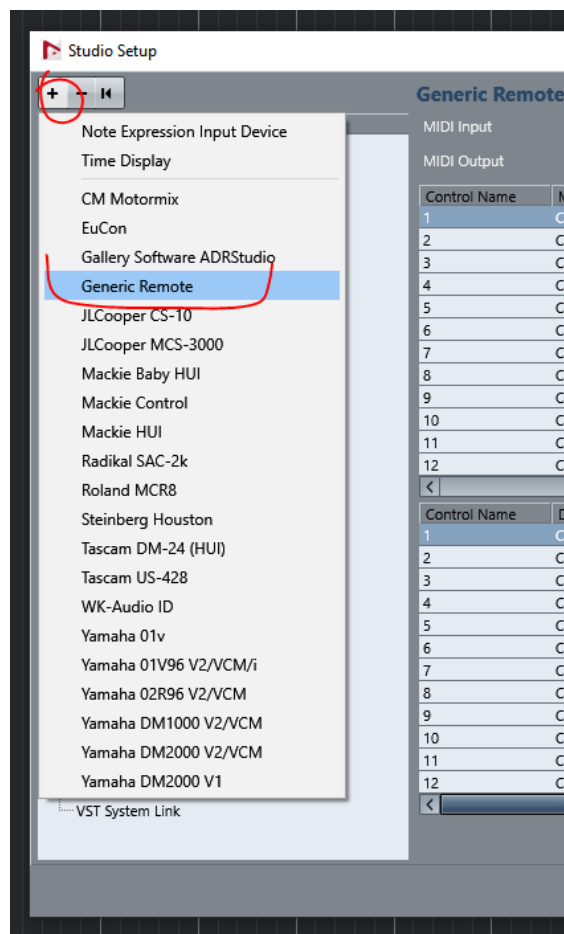 Studio Setup
Generic Remote
MIDI Input
MIDI Output
Note Expression Input Device
Time Display
CM Motormix
EuCon
Gallery Software ADRStudio
Generic Remote
JLCooper CS-10
JLCooper MCS-3000
Mackie Baby HUI
Mackie Control
Mackie HUI
Radikal SAC-2k
Roland MCR8
Steinberg Houston
Tascam DM-24 (HUI)
Tascam US-428
WK-Audio ID
Yamaha 01v
Yamaha 01V96 V2/VCM/i
Yamaha 02R96 V2/VCM
Yamaha DM1000 V2/VCM
Yamaha DM2000 V2/VCM
Yamaha DM2000 V1
VST System Link
Control Name
1 C
2 C
3 C
4 C
5 C
6 C
7 C
8 C
9 C
10 C
11 C
12 C
Control Name
1 C
2 C
3 C
4 C
5 C
6 C
7 C
8 C
9 C
10 C
11 C
12 C